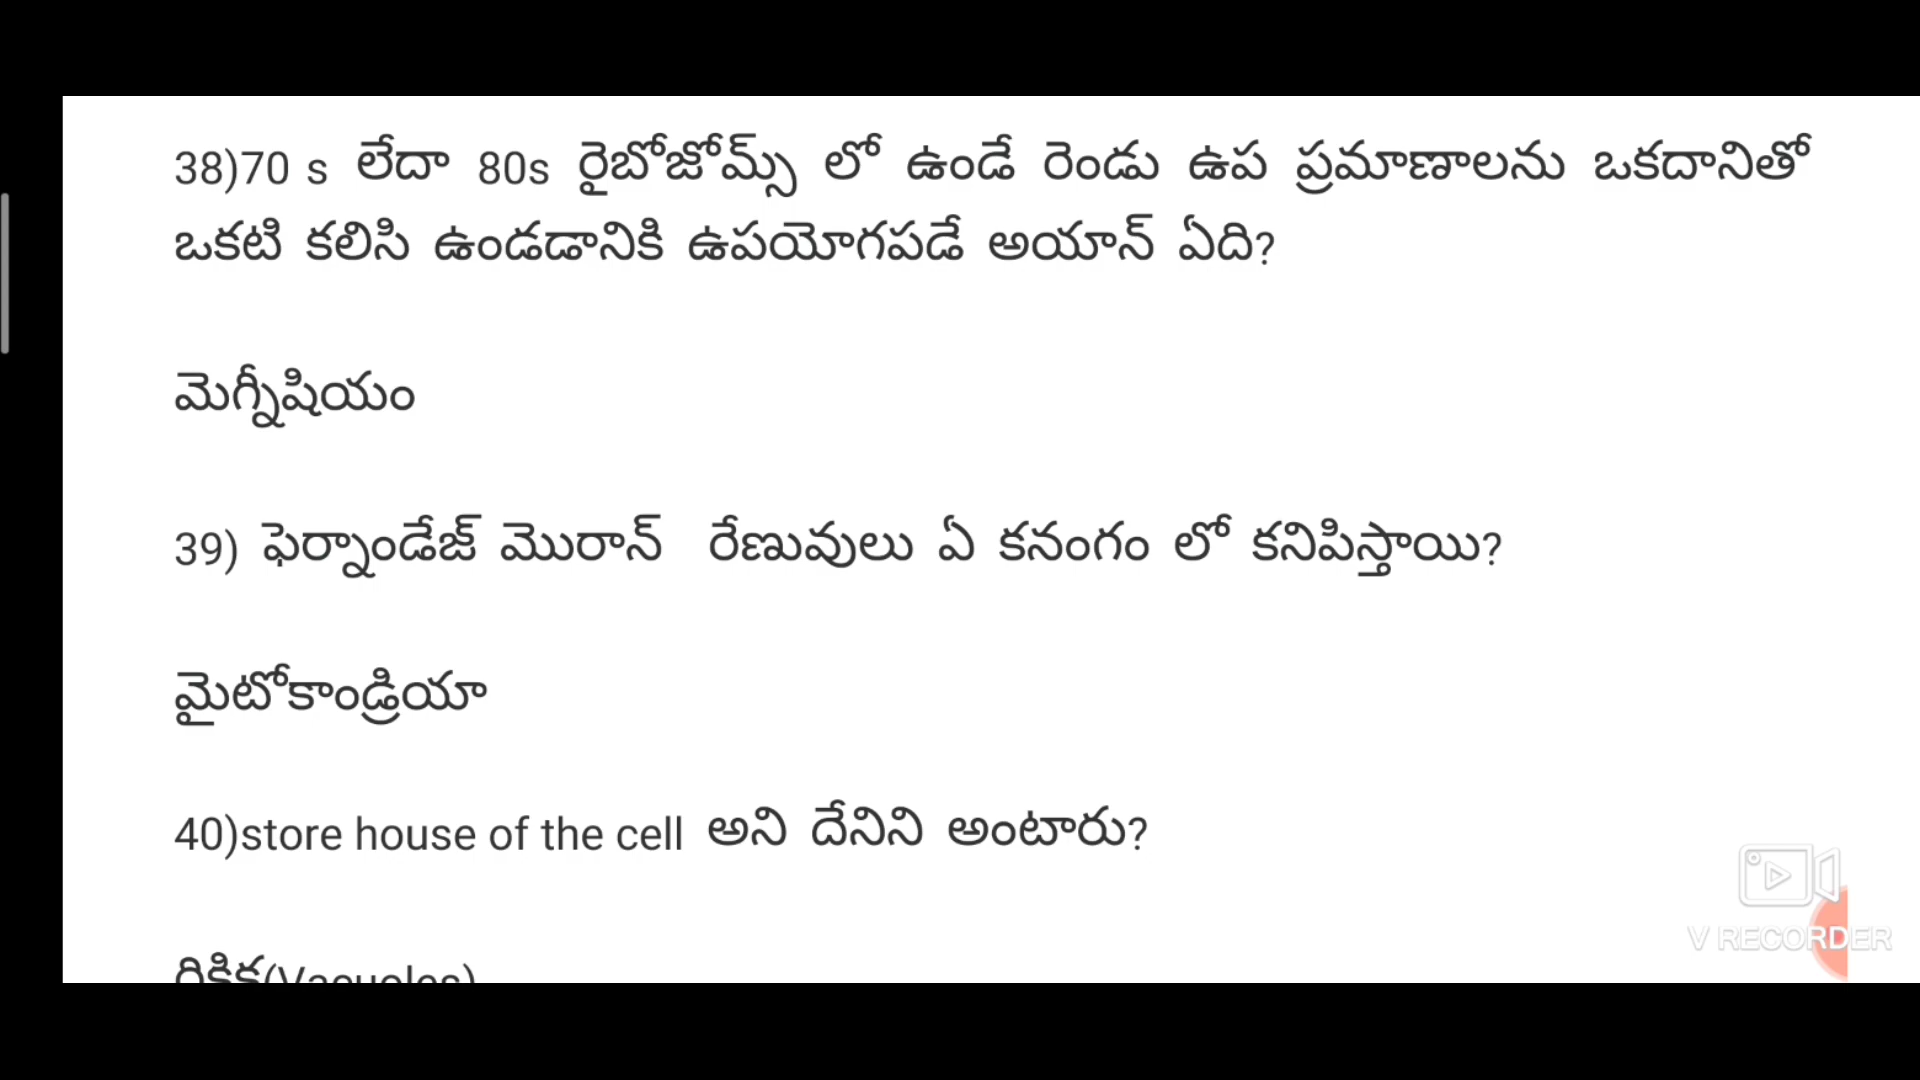 38)70 s లేదా 80s రైబోజోమ్స్ లో ఉండే రెండు ఉప ప్రమాణాలను ఒకదానితో
ఒకటి కలిసి ఉండడానికి ఉపయోగపడే అయాన్ ఏది?
మెగ్నీషియం
39) ఫెర్నాండేజ్ మొరాన్ రేణువులు ఏ కనంగం లో కనిపిస్తాయి?
మైటోకాండ్రియా
40)store house of the cell అని దేనిని అంటారు?
రిక్తిక(Vacuoles)
V RECORDER